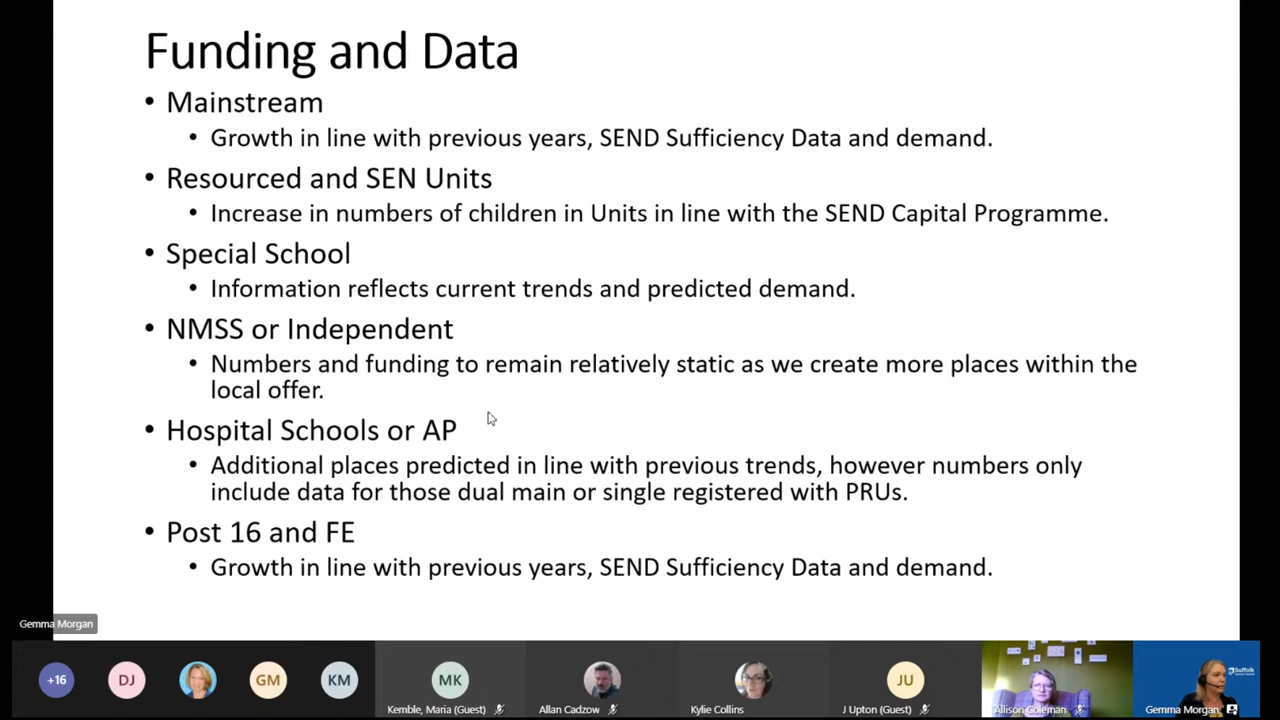 Funding and Data
• Mainstream
• Growth in line with previous years, SEND Sufficiency Data and demand.
• Resourced and SEN Units
• Increase in numbers of children in Units in line with the SEND Capital Programme.
• Special School
• Information reflects current trends and predicted demand.
• NMSS or Independent
• Numbers and funding to remain relatively static as we create more places within the
local offer.
• Hospital Schools or AP
• Additional places predicted in line with previous trends, however numbers only
include data for those dual main or single registered with PRUs.
• Post 16 and FE
• Growth in line with previous years, SEND Sufficiency Data and demand.
Gemma Morgan
+16 DJ GM KM MK JU
Suffolk
Kemble, Maria (Guest) Allan Cadzow Kylie Collins J Upton (Guest) Allison Coleman Gemma Morgan